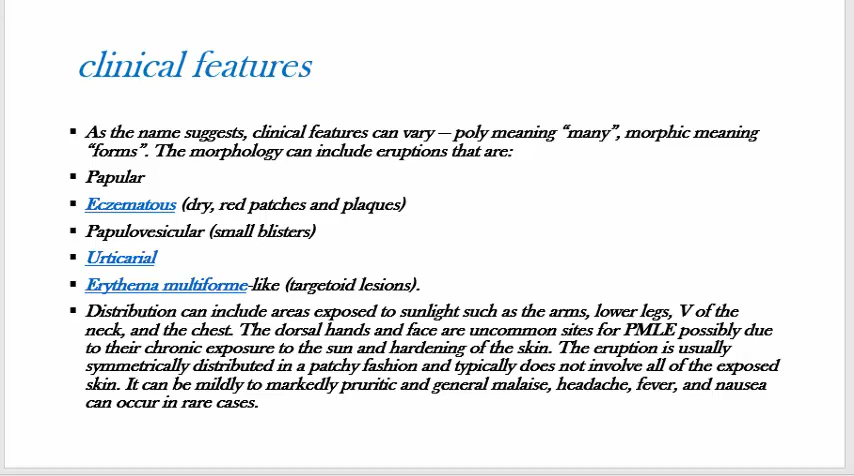 clinical features
▪ As the name suggests, clinical features can vary – poly meaning “many”, morphic meaning
“forms”. The morphology can include eruptions that are:
▪ Papular
▪ Eczematous (dry, red patches and plaques)
▪ Papulovesicular (small blisters)
▪ Urticarial
▪ Erythema multiforme-like (targetoid lesions).
▪ Distribution can include areas exposed to sunlight such as the arms, lower legs, V of the
neck, and the chest. The dorsal hands and face are uncommon sites for PMLE possibly due
to their chronic exposure to the sun and hardening of the skin. The eruption is usually
symmetrically distributed in a patchy fashion and typically does not involve all of the exposed
skin. It can be mildly to markedly pruritic and general malaise, headache, fever, and nausea
can occur in rare cases.